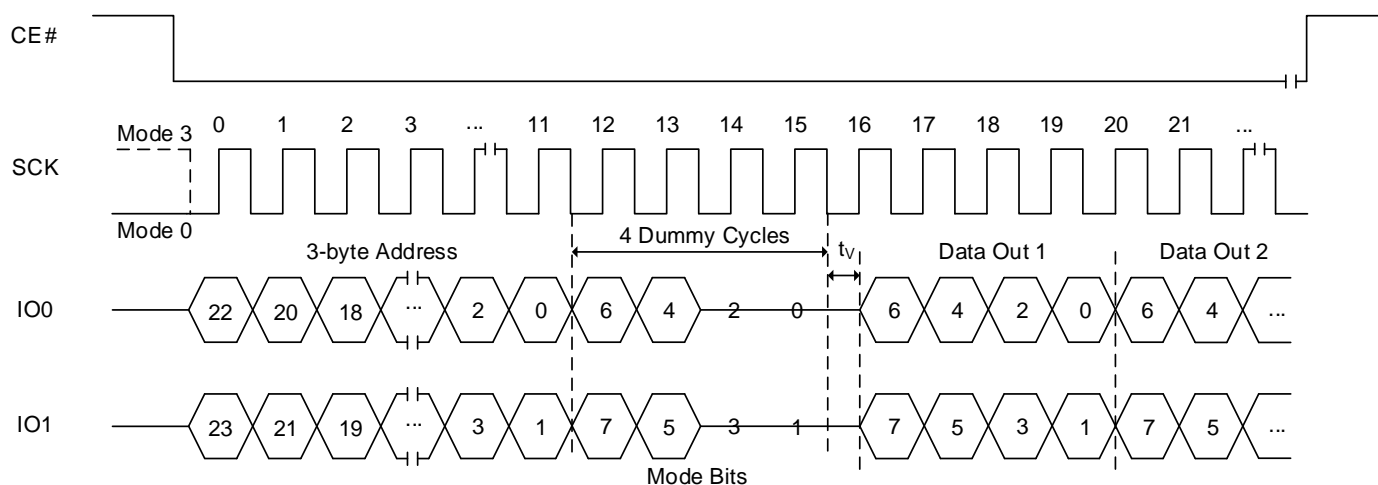 CE#
0 1 2 3 ... 11 12 13 14 15 16 17 18 19 20 21 ...
Mode 3
SCK
Mode 0
3-byte Address
4 Dummy Cycles
tV
Data Out 1
Data Out 2
IO0 22 20 18 ... 2 0 6 4 2 0 6 4 2 0 6 4 ...
IO1 23 21 19 ... 3 1 7 5 3 1 7 5 3 1 7 5 ...
Mode Bits